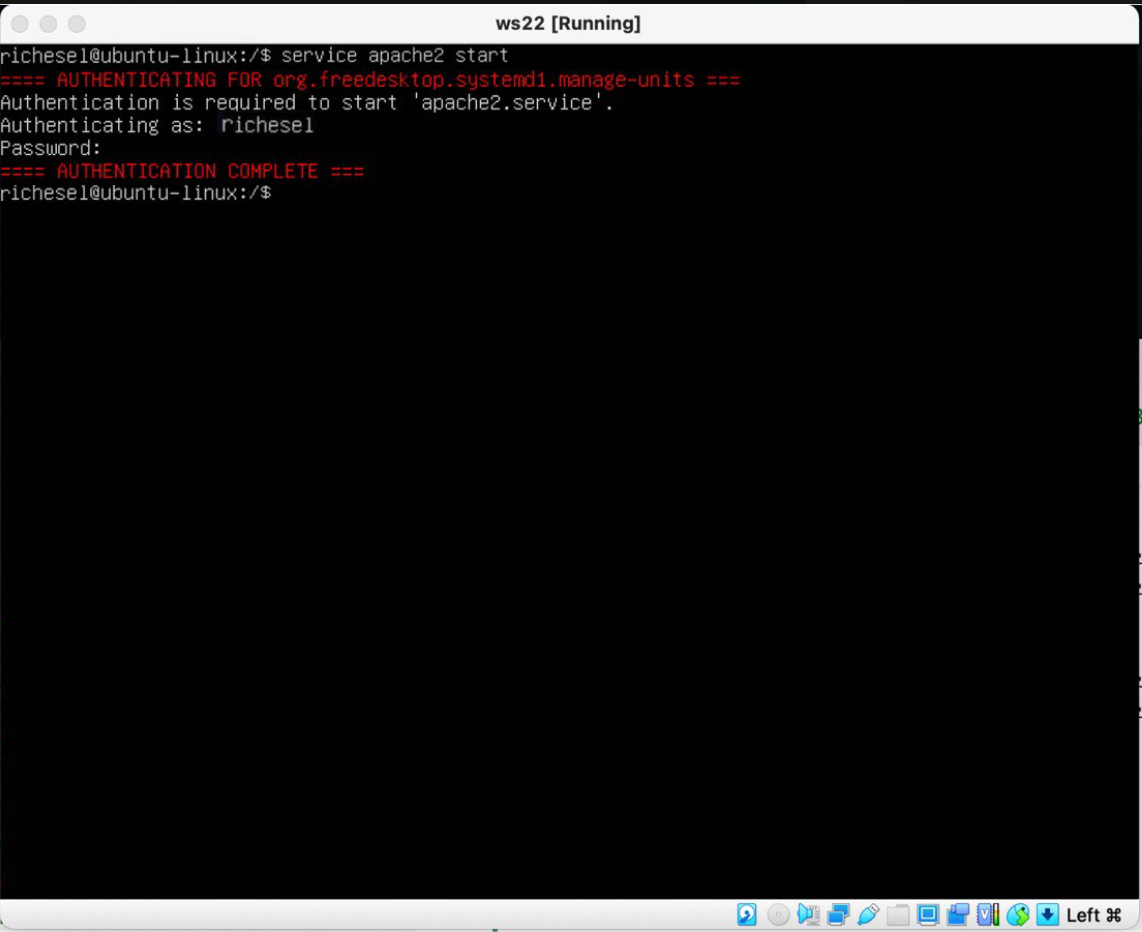 ws22 [Running]
richesel@ubuntu-linux:/$ service apache2 start
==== AUTHENTICATING FOR org.freedesktop.systemd1.manage-units ===
Authentication is required to start 'apache2.service'.
Authenticating as: richesel
Password:
==== AUTHENTICATION COMPLETE ===
richesel@ubuntu-linux:/$
Left ⌘